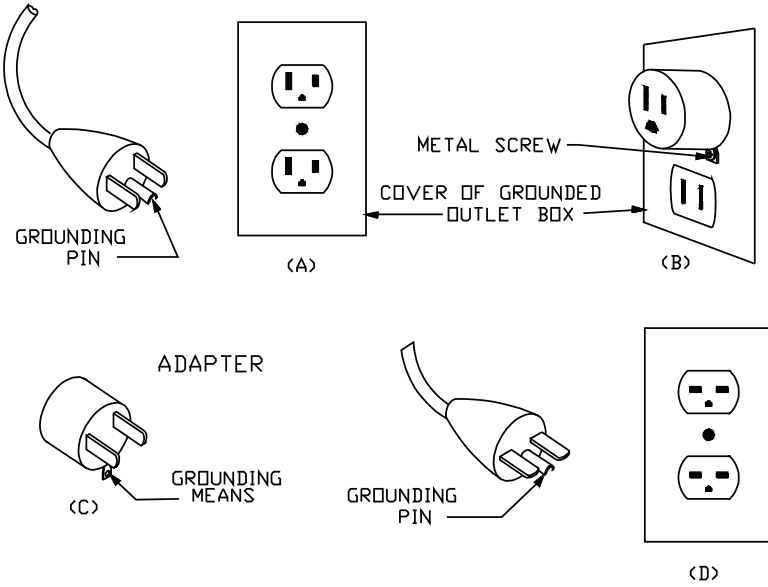 METAL SCREW
COVER OF GROUNDED
OUTLET BOX
GROUNDING
PIN
(A)
(B)
ADAPTER
GROUNDING
MEANS
(C)
GROUNDING
PIN
(D)